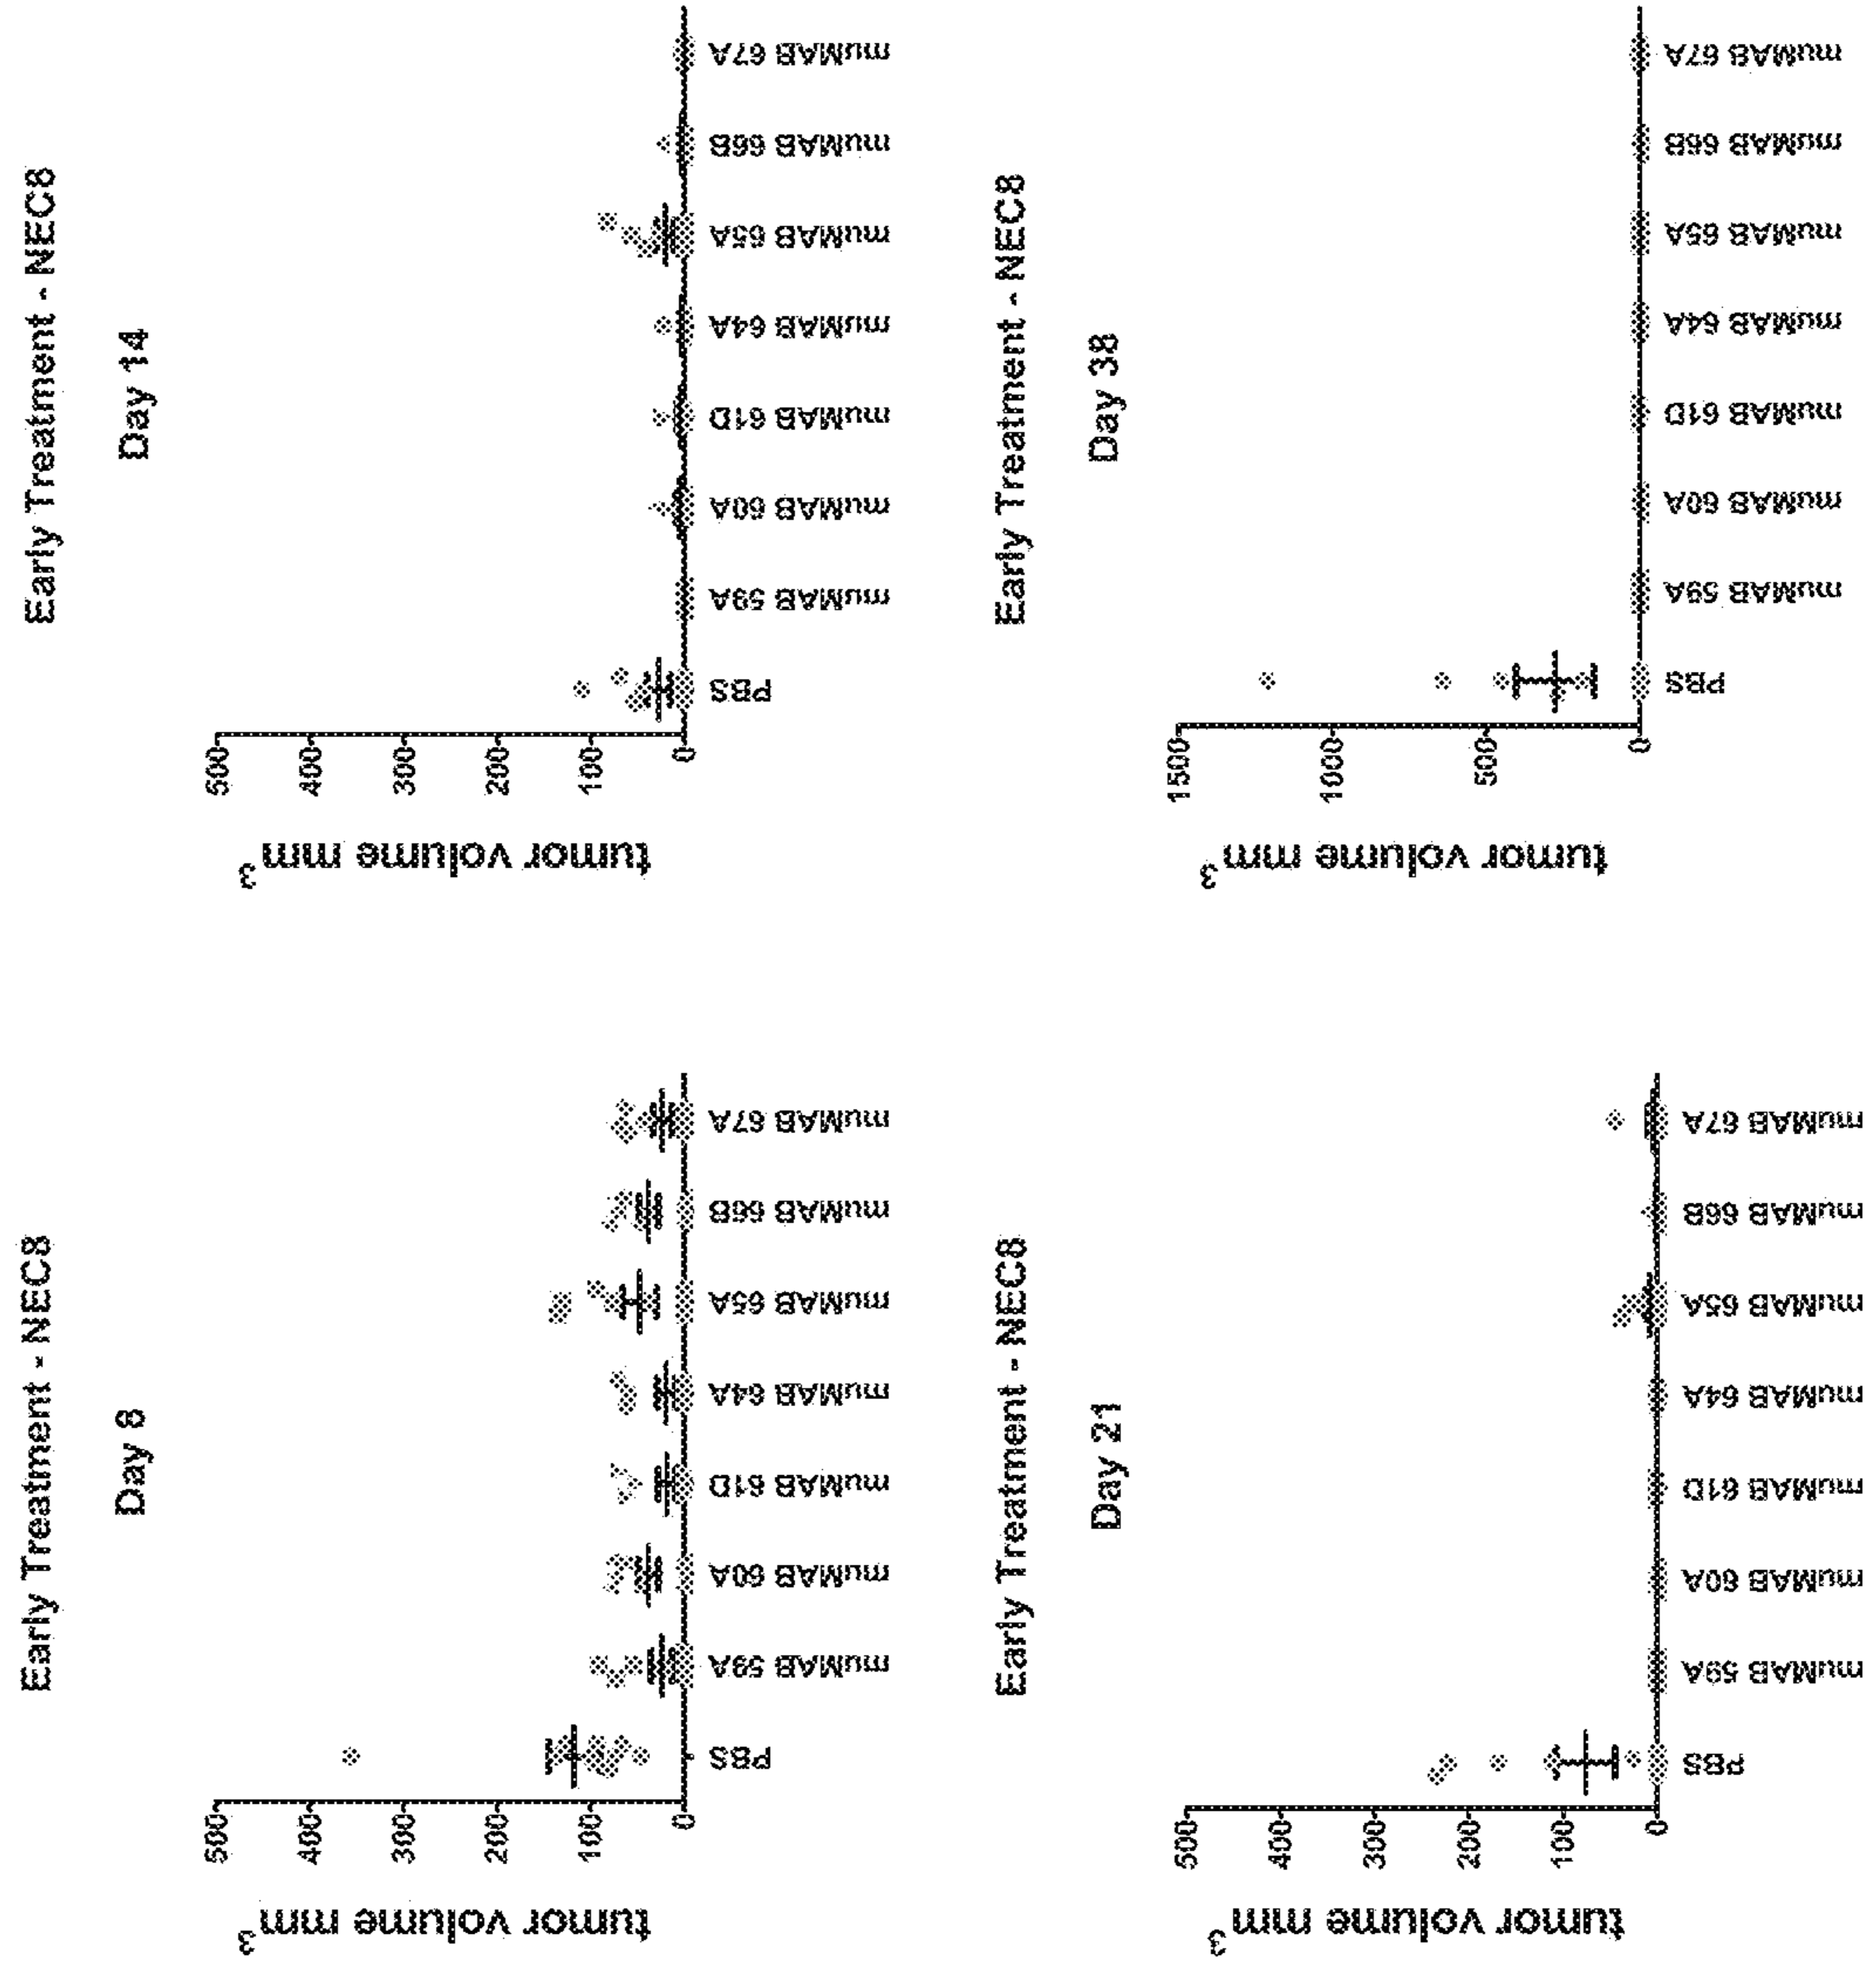 Early Treatment - NEC8
Day 8
tumor volume mm3
500
400
300
200
100
0
PBS
muMAB 59A
muMAB 60A
muMAB 61D
muMAB 64A
muMAB 65A
muMAB 66B
muMAB 67A
Early Treatment - NEC8
Day 14
tumor volume mm3
500
400
300
200
100
0
PBS
muMAB 59A
muMAB 60A
muMAB 61D
muMAB 64A
muMAB 65A
muMAB 66B
muMAB 67A
Early Treatment - NEC8
Day 21
tumor volume mm3
500
400
300
200
100
0
PBS
muMAB 59A
muMAB 60A
muMAB 61D
muMAB 64A
muMAB 65A
muMAB 66B
muMAB 67A
Early Treatment - NEC8
Day 38
tumor volume mm3
1500
1000
500
0
PBS
muMAB 59A
muMAB 60A
muMAB 61D
muMAB 64A
muMAB 65A
muMAB 66B
muMAB 67A